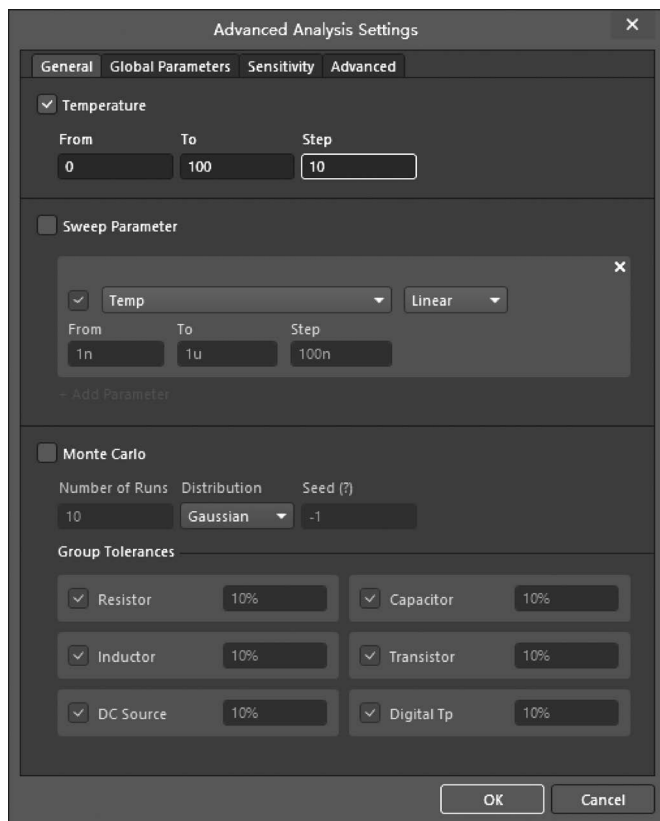 Advanced Analysis Settings
General Global Parameters Sensitivity Advanced
Temperature
From To Step
0 100 10
Sweep Parameter
Temp Linear
From To Step
1n 1u 100n
+ Add Parameter
Monte Carlo
Number of Runs Distribution Seed (?)
10 Gaussian -1
Group Tolerances
Resistor 10% Capacitor 10%
Inductor 10% Transistor 10%
DC Source 10% Digital Tp 10%
OK Cancel